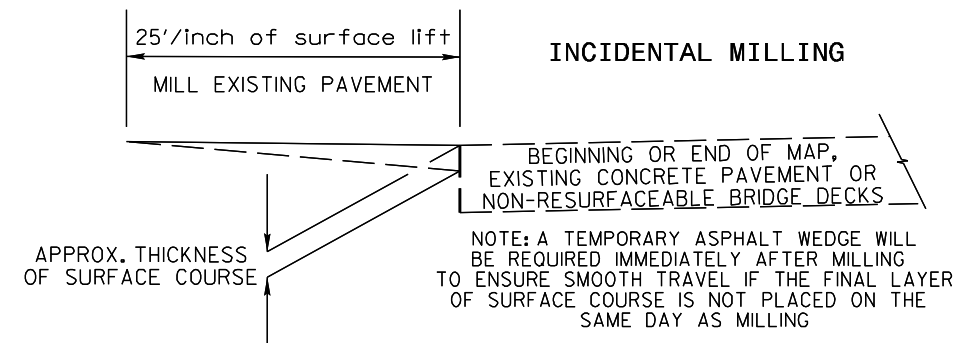 25'/inch of surface lift
MILL EXISTING PAVEMENT
INCIDENTAL MILLING
BEGINNING OR END OF MAP,
EXISTING CONCRETE PAVEMENT OR
NON-RESURFACEABLE BRIDGE DECKS
APPROX. THICKNESS
OF SURFACE COURSE
NOTE: A TEMPORARY ASPHALT WEDGE WILL
BE REQUIRED IMMEDIATELY AFTER MILLING
TO ENSURE SMOOTH TRAVEL IF THE FINAL LAYER
OF SURFACE COURSE IS NOT PLACED ON THE
SAME DAY AS MILLING